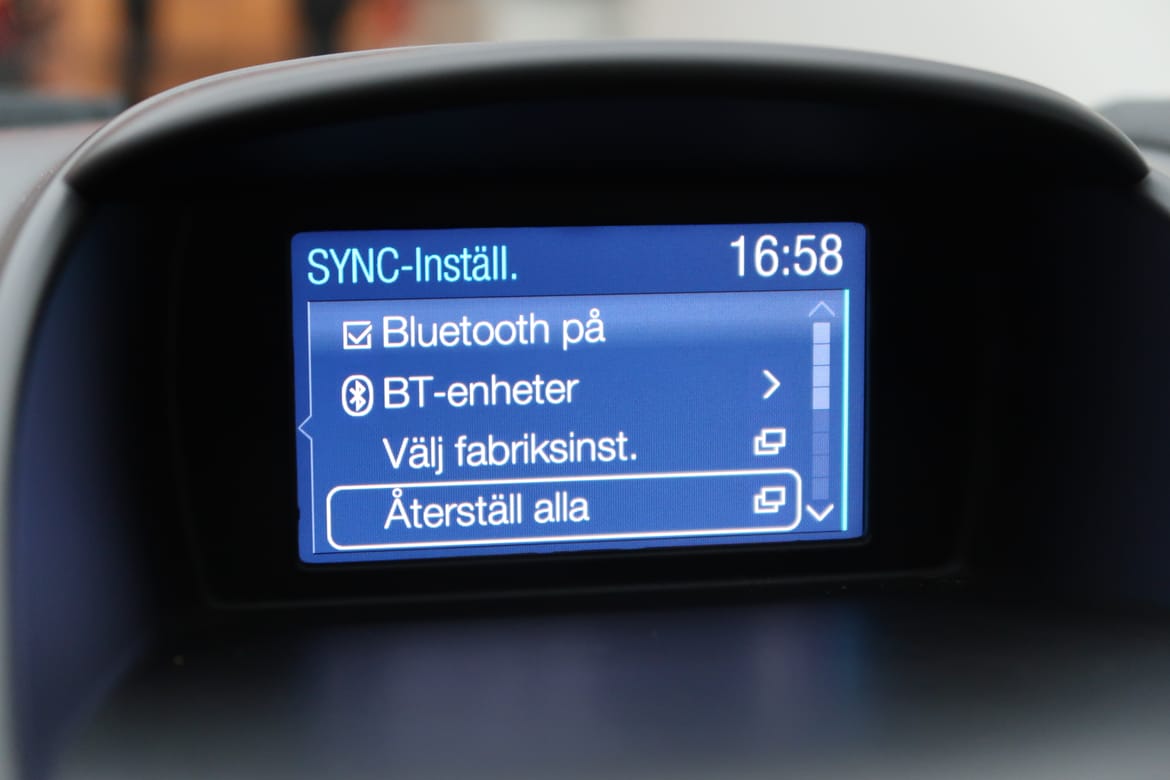 SYNC-Inställ. 16:58
Bluetooth på
BT-enheter
Välj fabriksinst.
Återställ alla